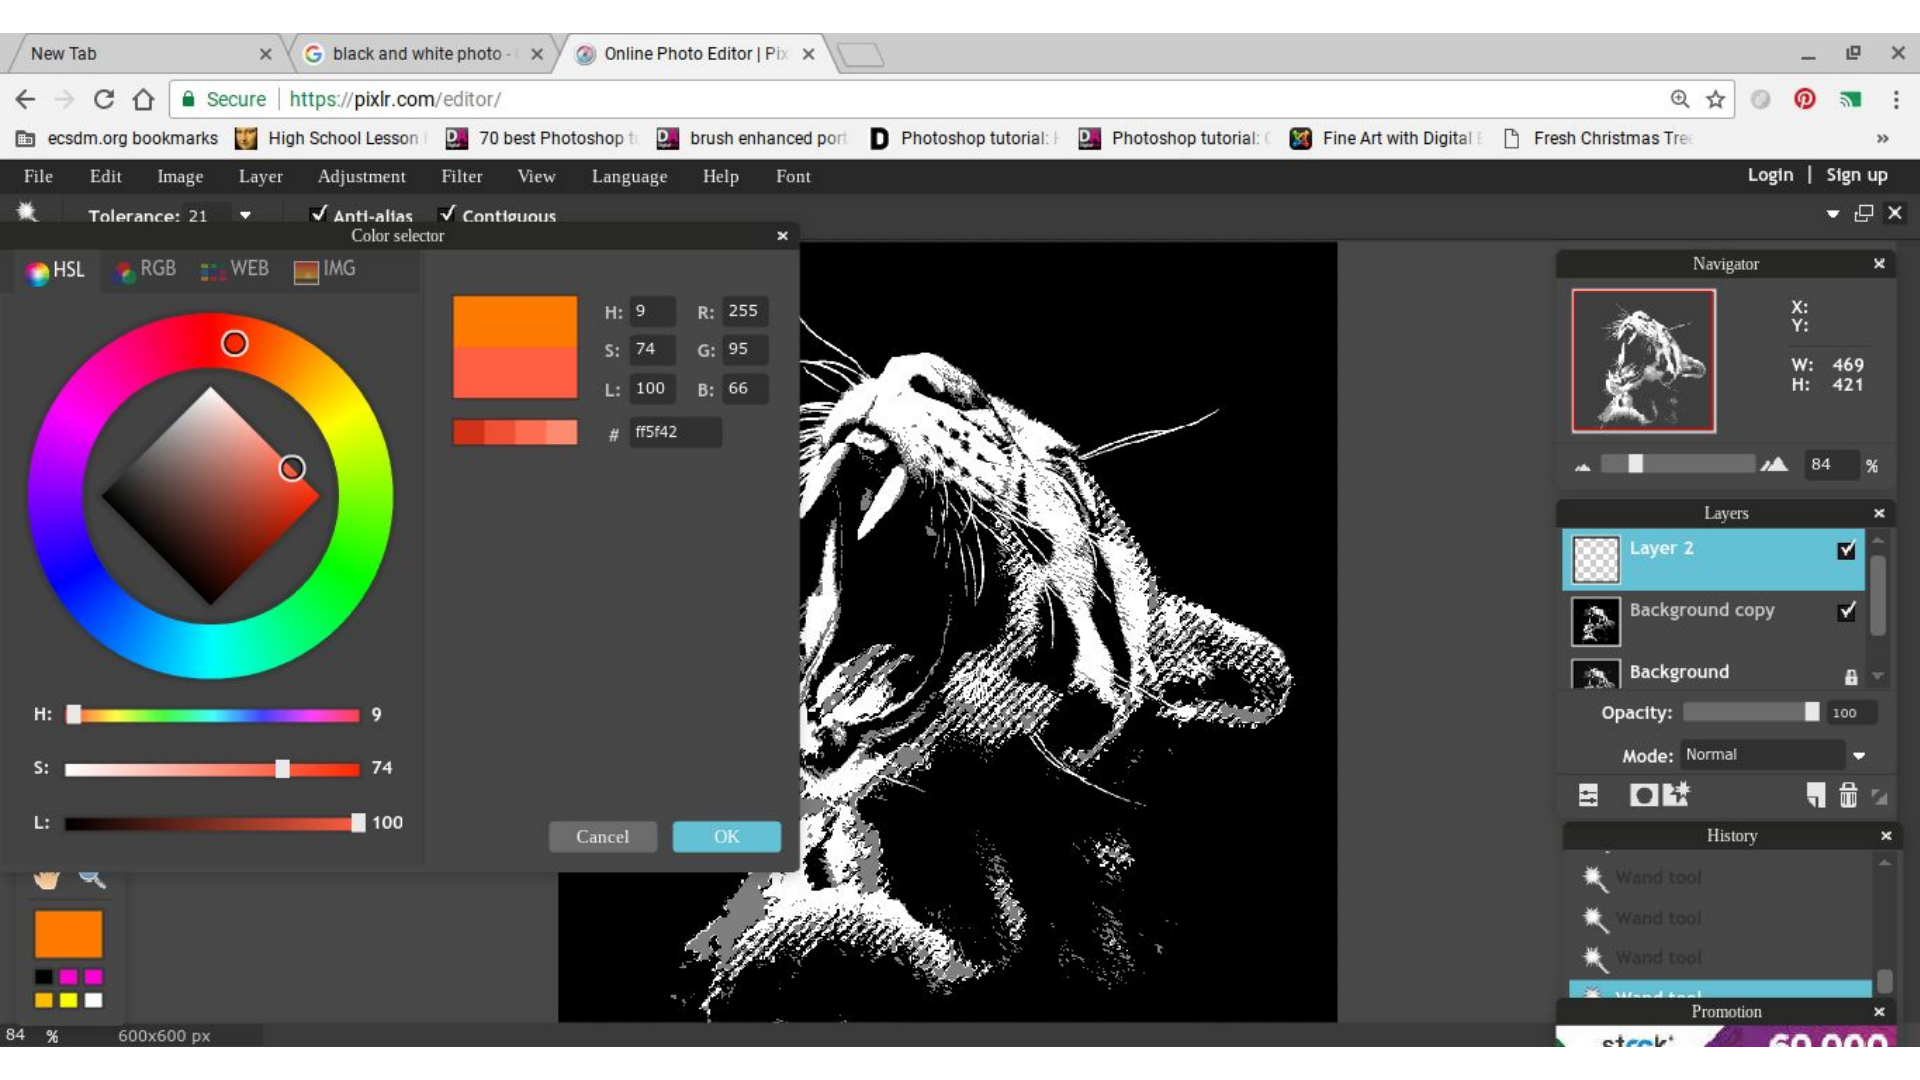 New Tab
black and white photo -
Online Photo Editor | Pix
Secure https://pixlr.com/editor/
ecsdm.org bookmarks High School Lesson 70 best Photoshop brush enhanced port Photoshop tutorial: Photoshop tutorial: Fine Art with Digital Fresh Christmas Tre
File Edit Image Layer Adjustment Filter View Language Help Font
Login | Sign up
Tolerance: 21 Anti-alias Contiguous
Color selector
HSL RGB WEB IMG
H: 9 R: 255
S: 74 G: 95
L: 100 B: 66
# ff5f42
H: 9
S: 74
L: 100
Cancel OK
84 % 600x600 px
Navigator
X:
Y:
W: 469
H: 421
84 %
Layers
Layer 2
Background copy
Background
Opacity: 100
Mode: Normal
History
Wand tool
Wand tool
Wand tool
Wand tool
Promotion
60,000